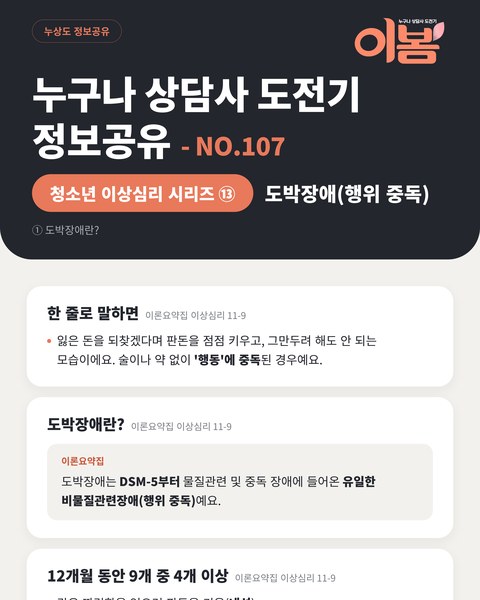 누상도 정보공유
누구나 상담사 도전기
이봄
누구나 상담사 도전기
정보공유 - NO.107
청소년 이상심리 시리즈 ⑬ 도박장애(행위 중독)
① 도박장애란?
한 줄로 말하면 이론요약집 이상심리 11-9
• 잃은 돈을 되찾겠다며 판돈을 점점 키우고, 그만두려 해도 안 되는
모습이에요. 술이나 약 없이 '행동'에 중독된 경우예요.
도박장애란? 이론요약집 이상심리 11-9
이론요약집
도박장애는 DSM-5부터 물질관련 및 중독 장애에 들어온 유일한
비물질관련장애(행위 중독)예요.
12개월 동안 9개 중 4개 이상 이론요약집 이상심리 11-9